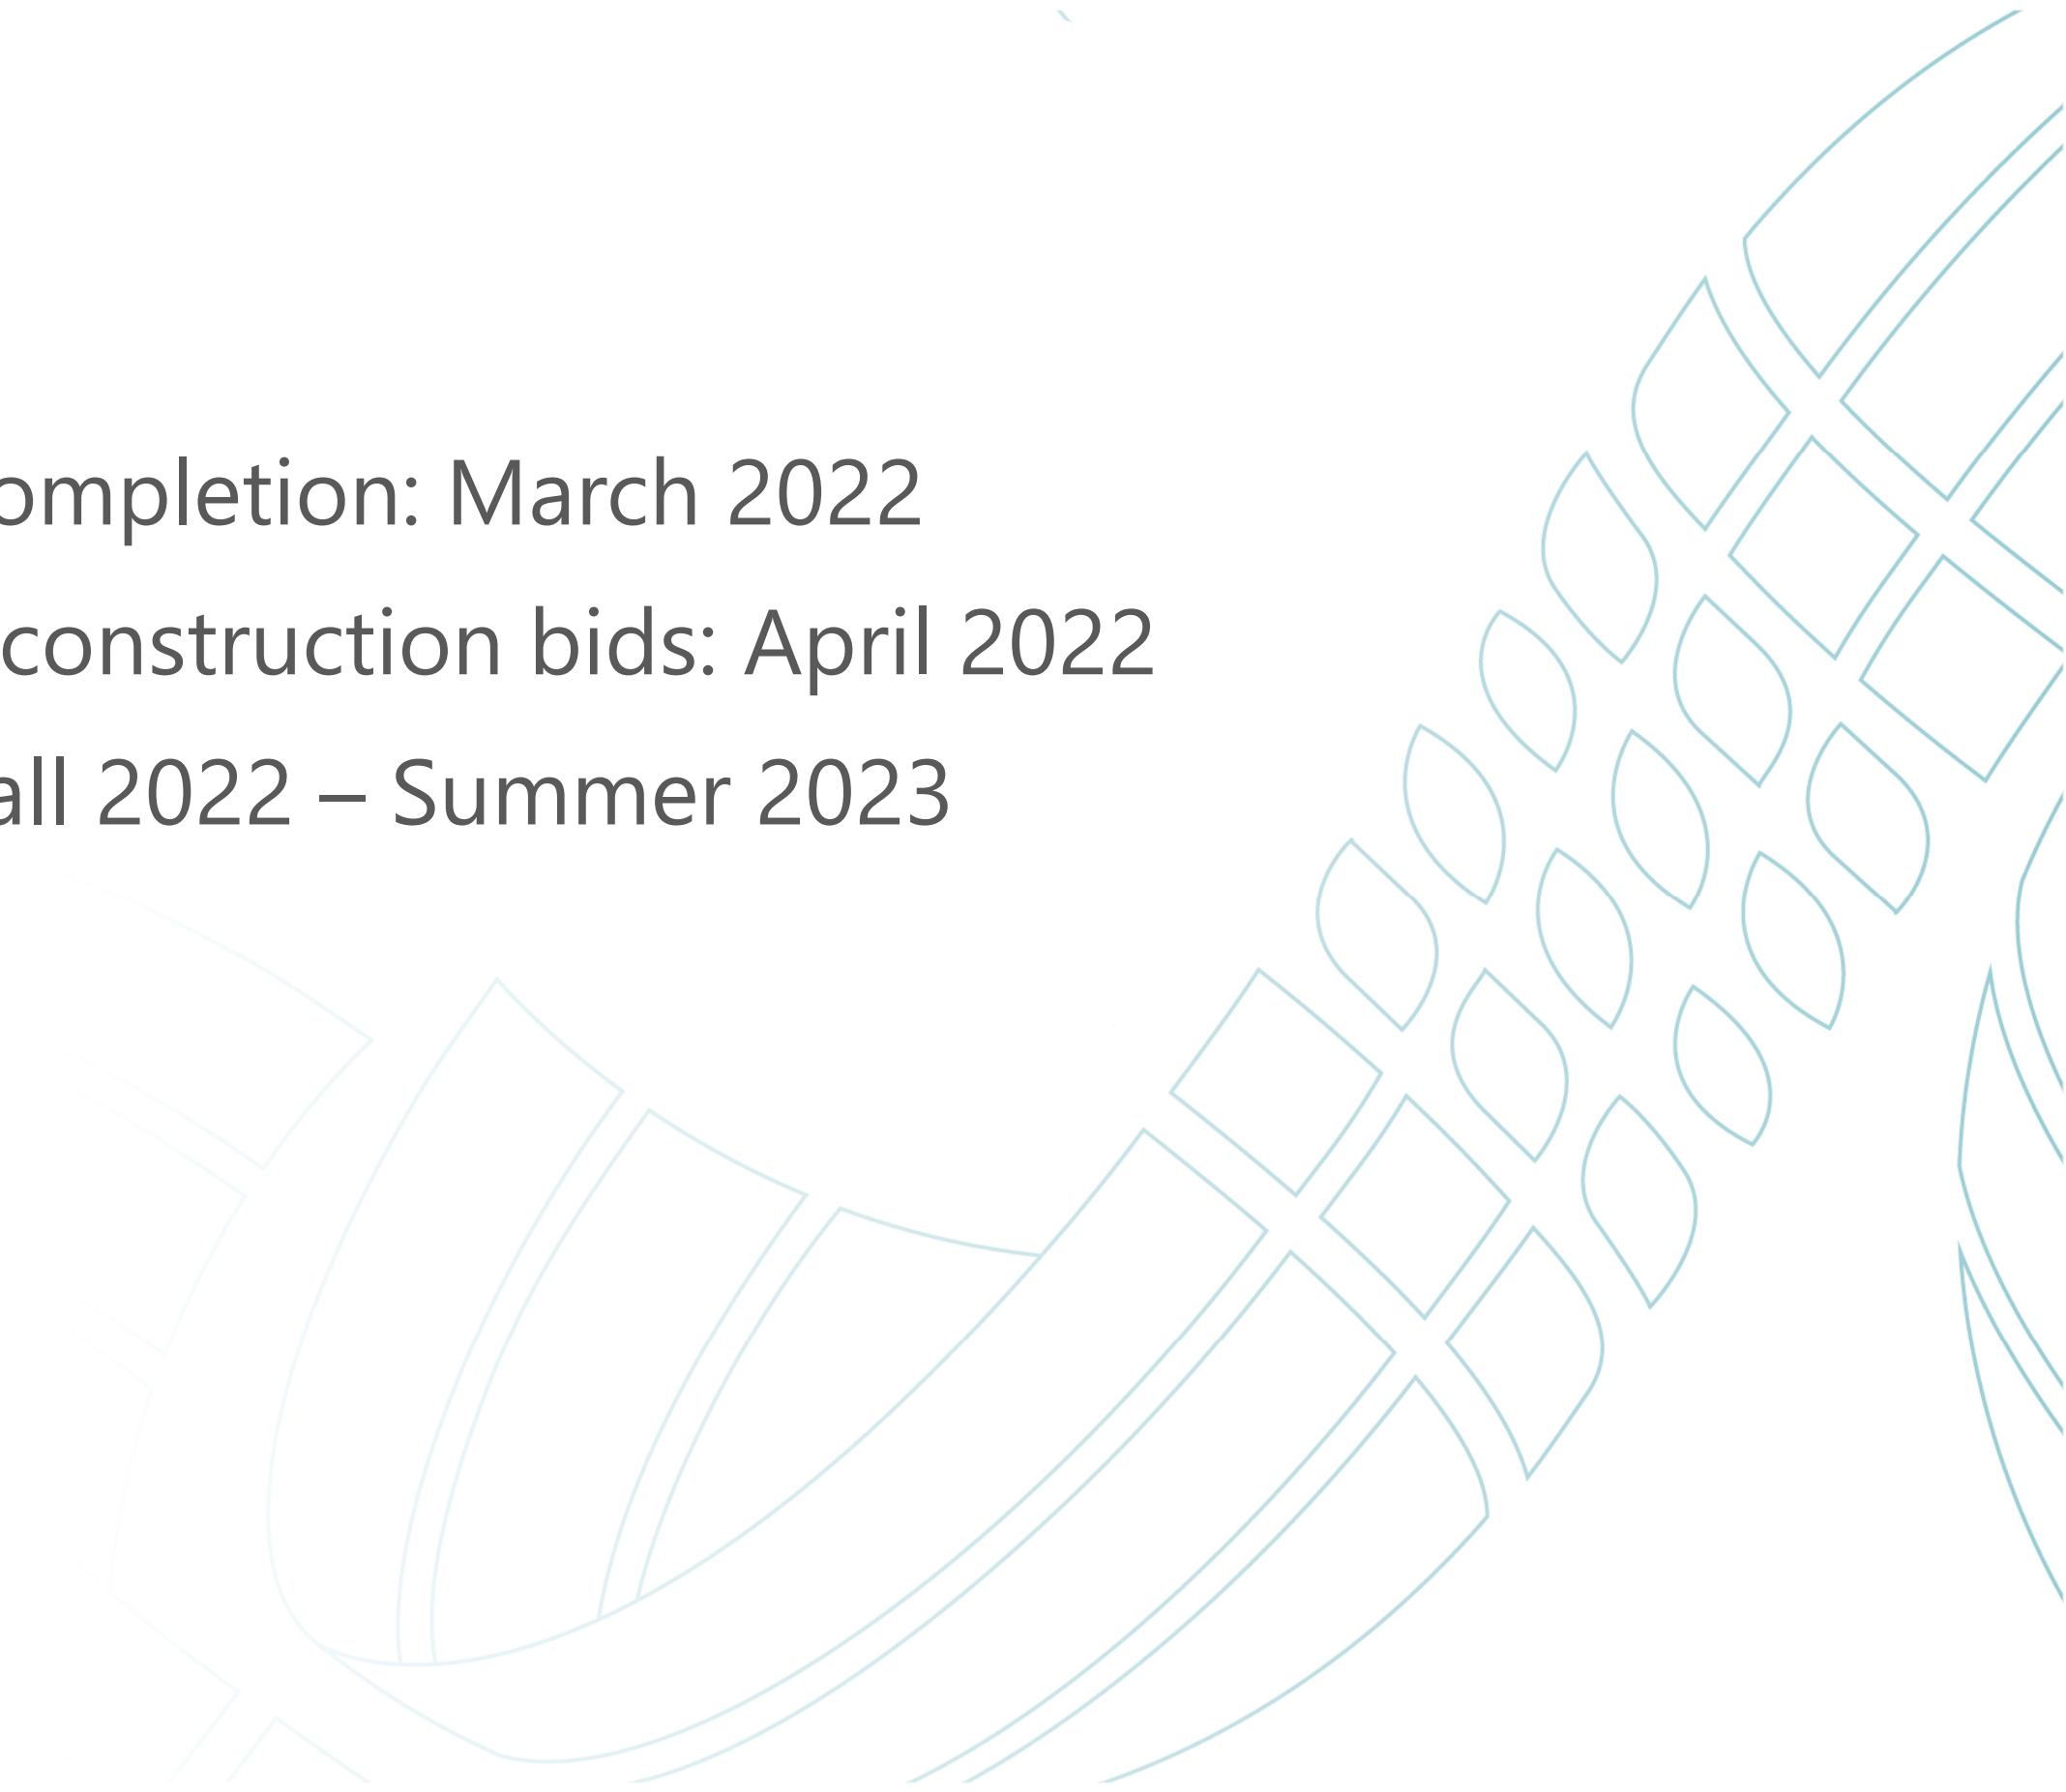 ompletion: March 2022
construction bids: April 2022
all 2022 — Summer 2023